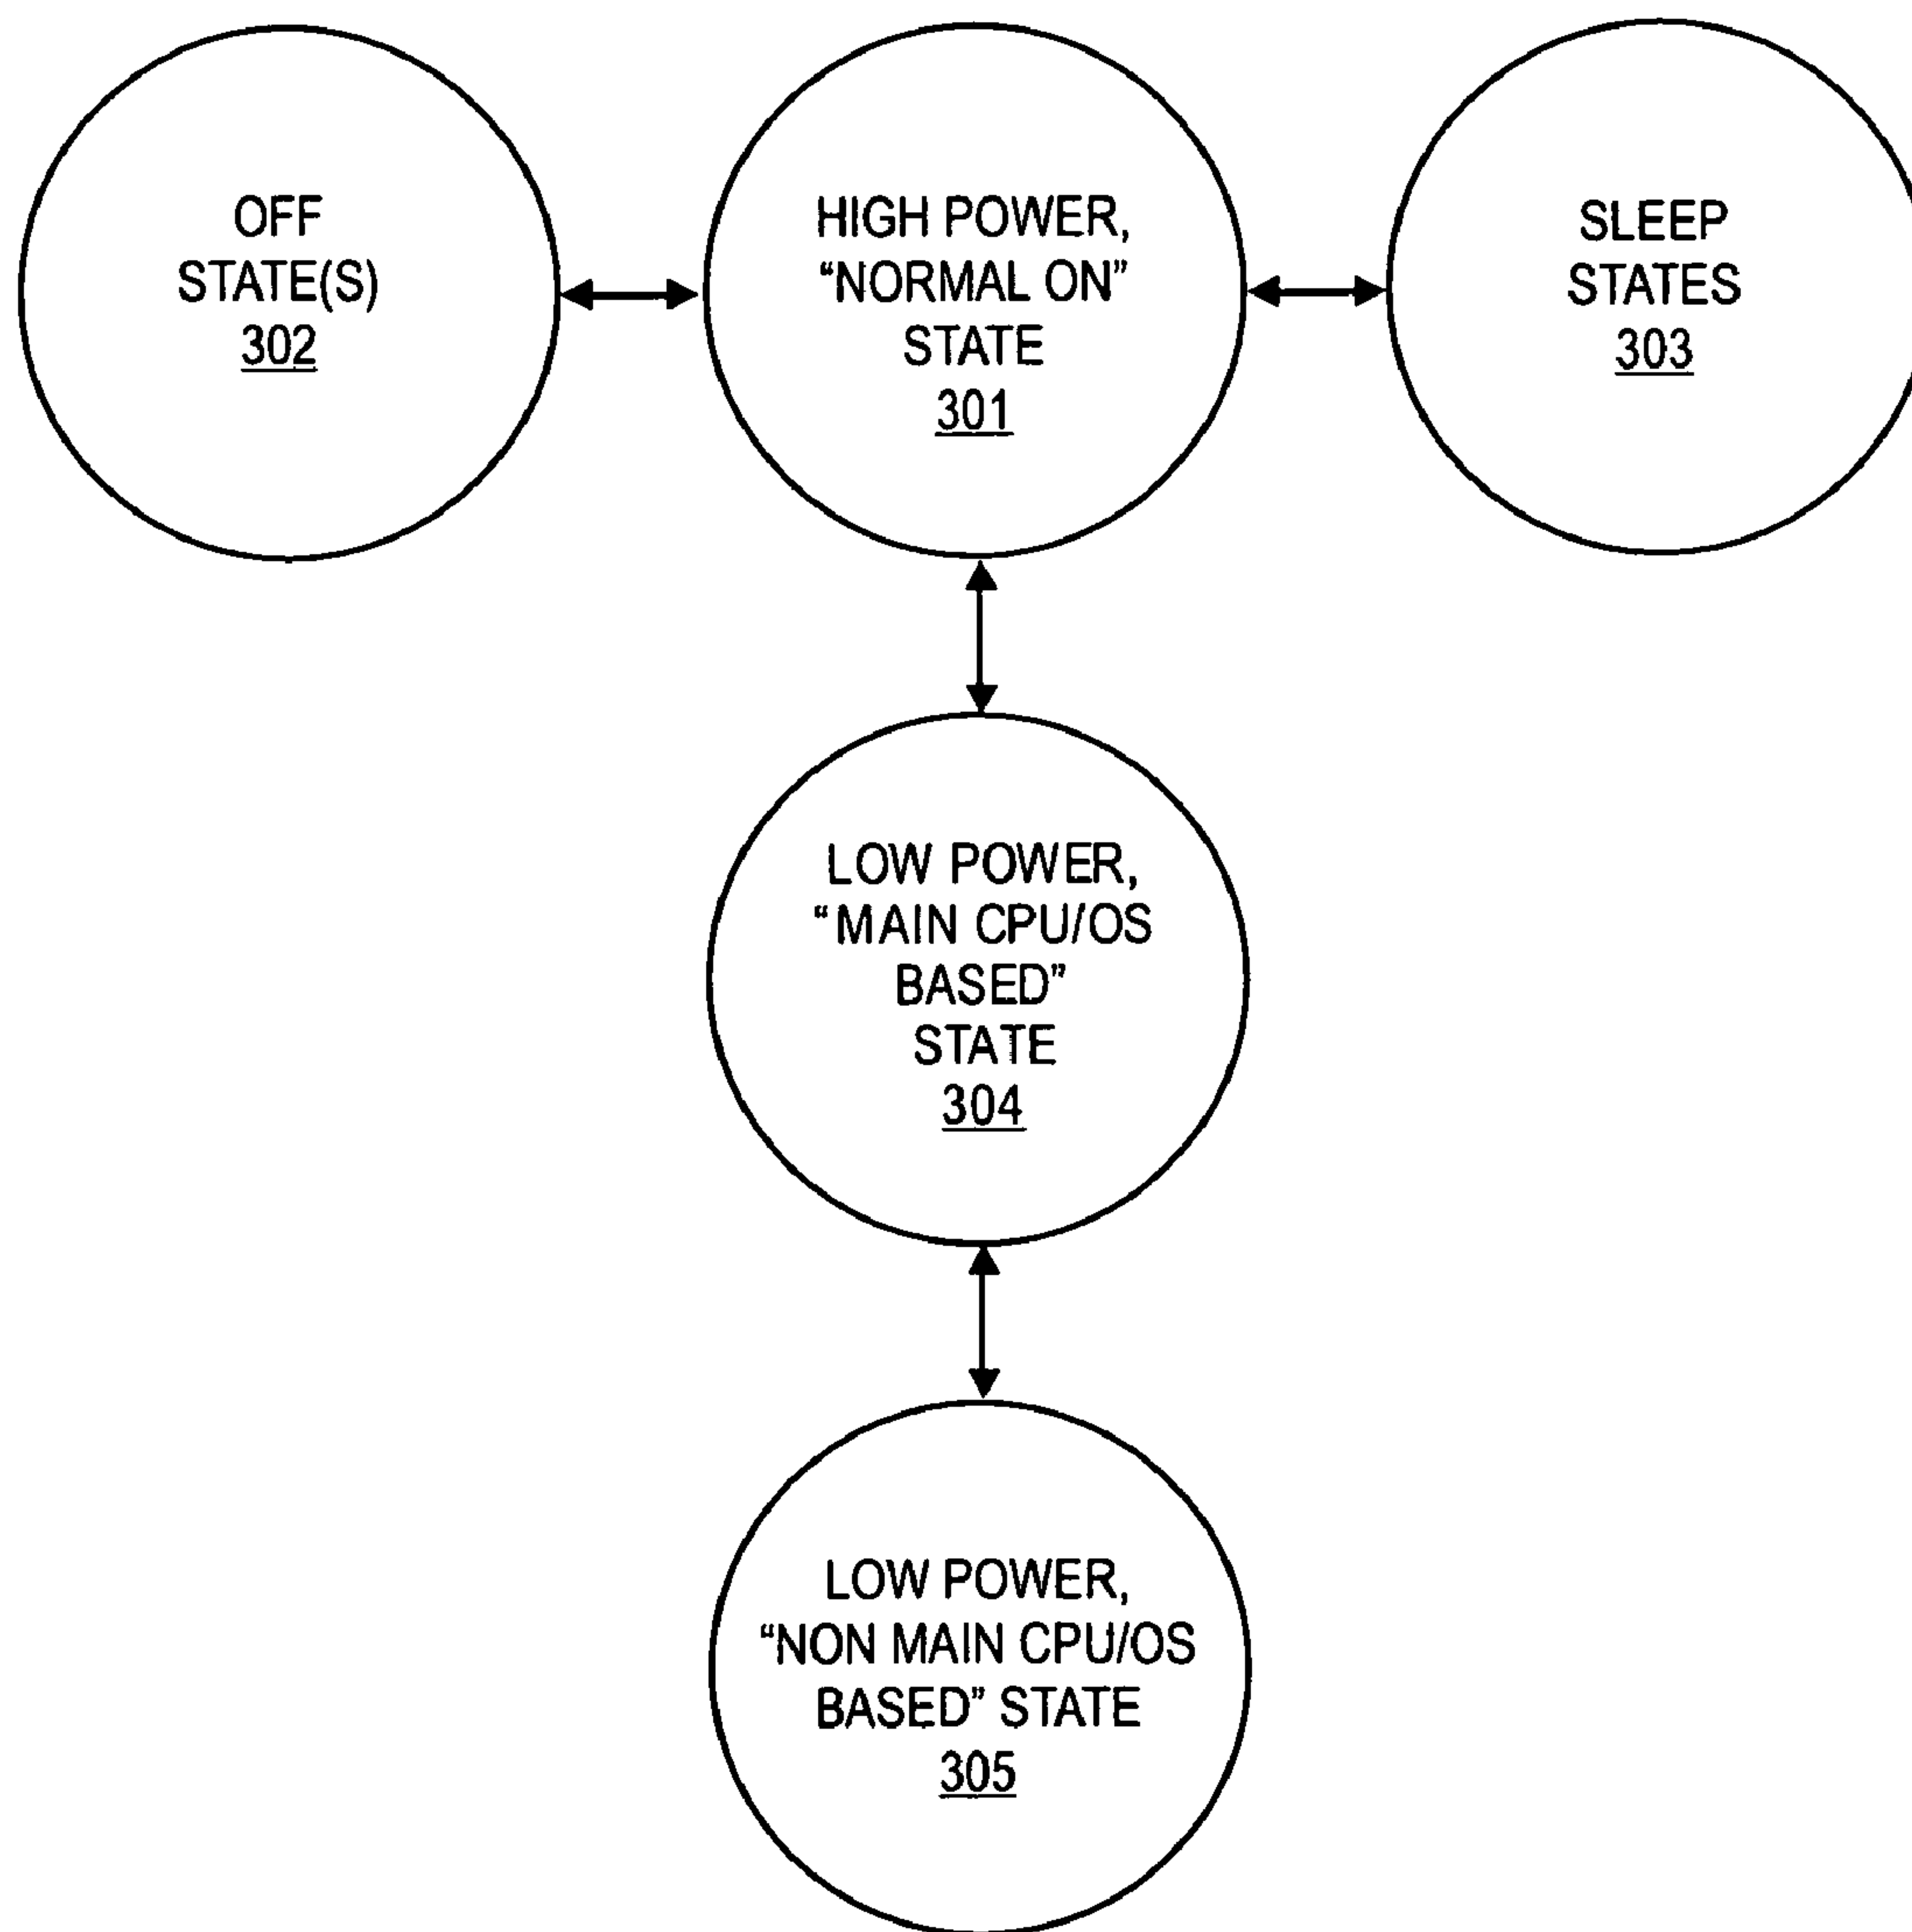 OFF
STATE(S)
302
HIGH POWER,
“NORMAL ON”
STATE
301
SLEEP
STATES
303
LOW POWER,
“MAIN CPU/OS
BASED”
STATE
304
LOW POWER,
“NON MAIN CPU/OS
BASED” STATE
305